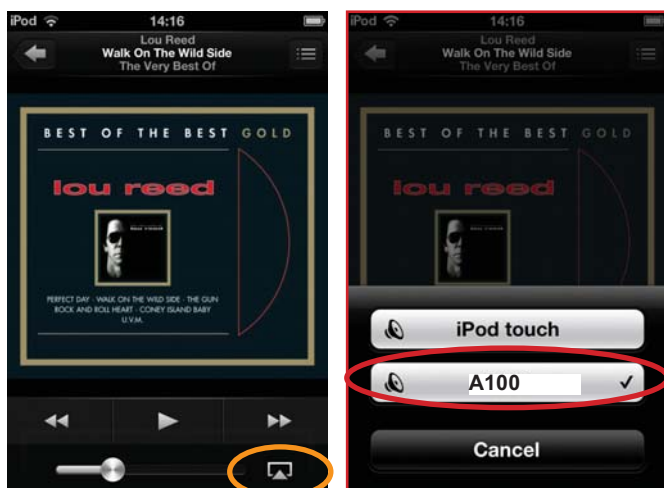 iPod 14:16
Lou Reed
Walk On The Wild Side
The Very Best Of
BEST OF THE BEST GOLD
lou reed
PERFECT DAY · WALK ON THE WILD SIDE · THE GUN
ROCK AND ROLL HEART · CONEY ISLAND BABY
U.V.M.
iPod 14:16
Lou Reed
Walk On The Wild Side
The Very Best Of
BEST OF THE BEST GOLD
lou reed
iPod touch
A100
Cancel